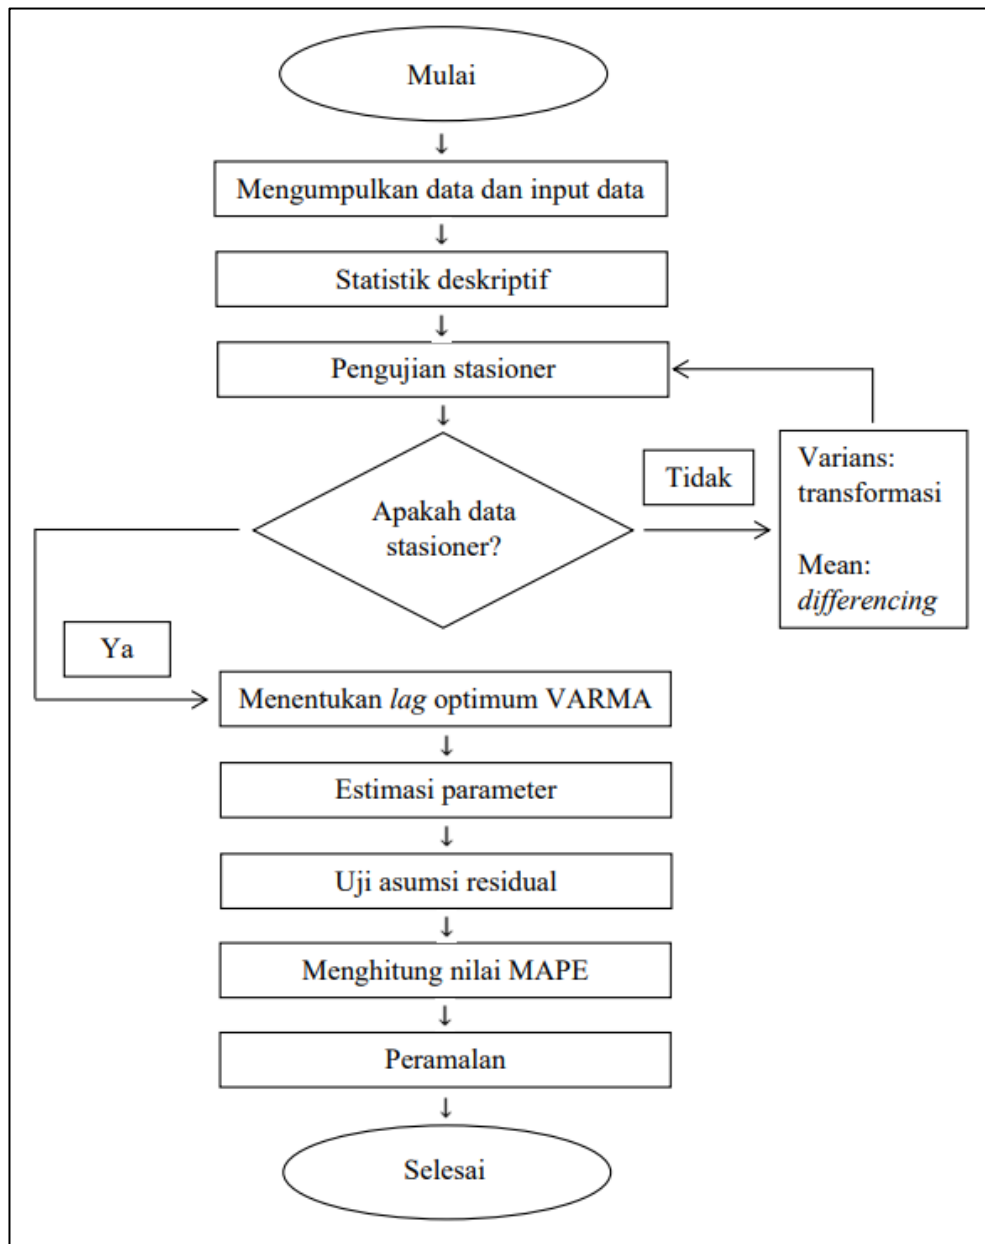 Mulai
Mengumpulkan data dan input data
Statistik deskriptif
Pengujian stasioner
Apakah data
stasioner?
Tidak
Varians:
transformasi
Mean:
differencing
Ya
Menentukan lag optimum VARMA
Estimasi parameter
Uji asumsi residual
Menghitung nilai MAPE
Peramalan
Selesai